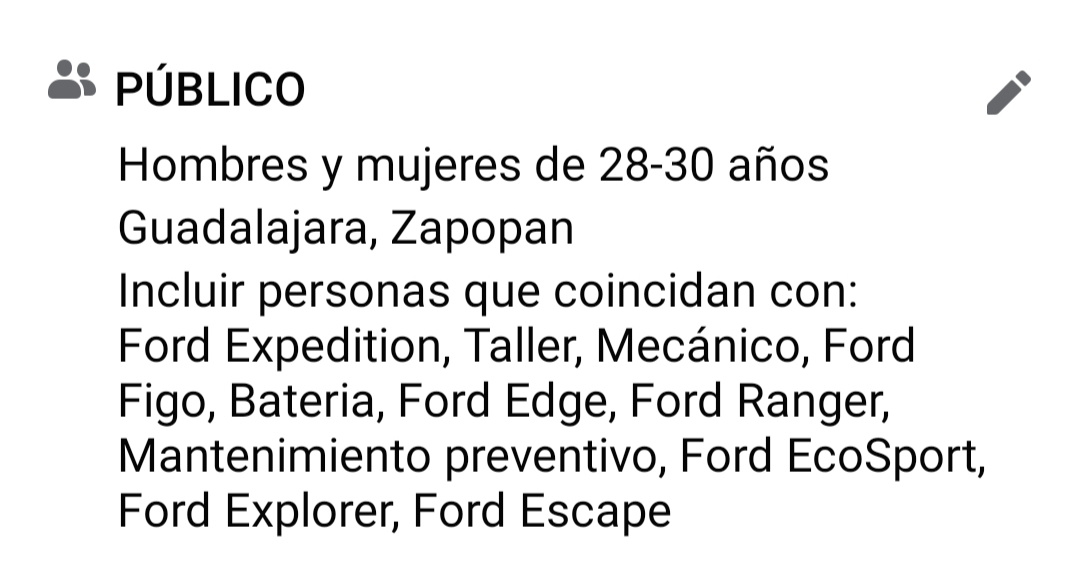 PÚBLICO
Hombres y mujeres de 28-30 años
Guadalajara, Zapopan
Incluir personas que coincidan con:
Ford Expedition, Taller, Mecánico, Ford
Figo, Bateria, Ford Edge, Ford Ranger,
Mantenimiento preventivo, Ford EcoSport,
Ford Explorer, Ford Escape